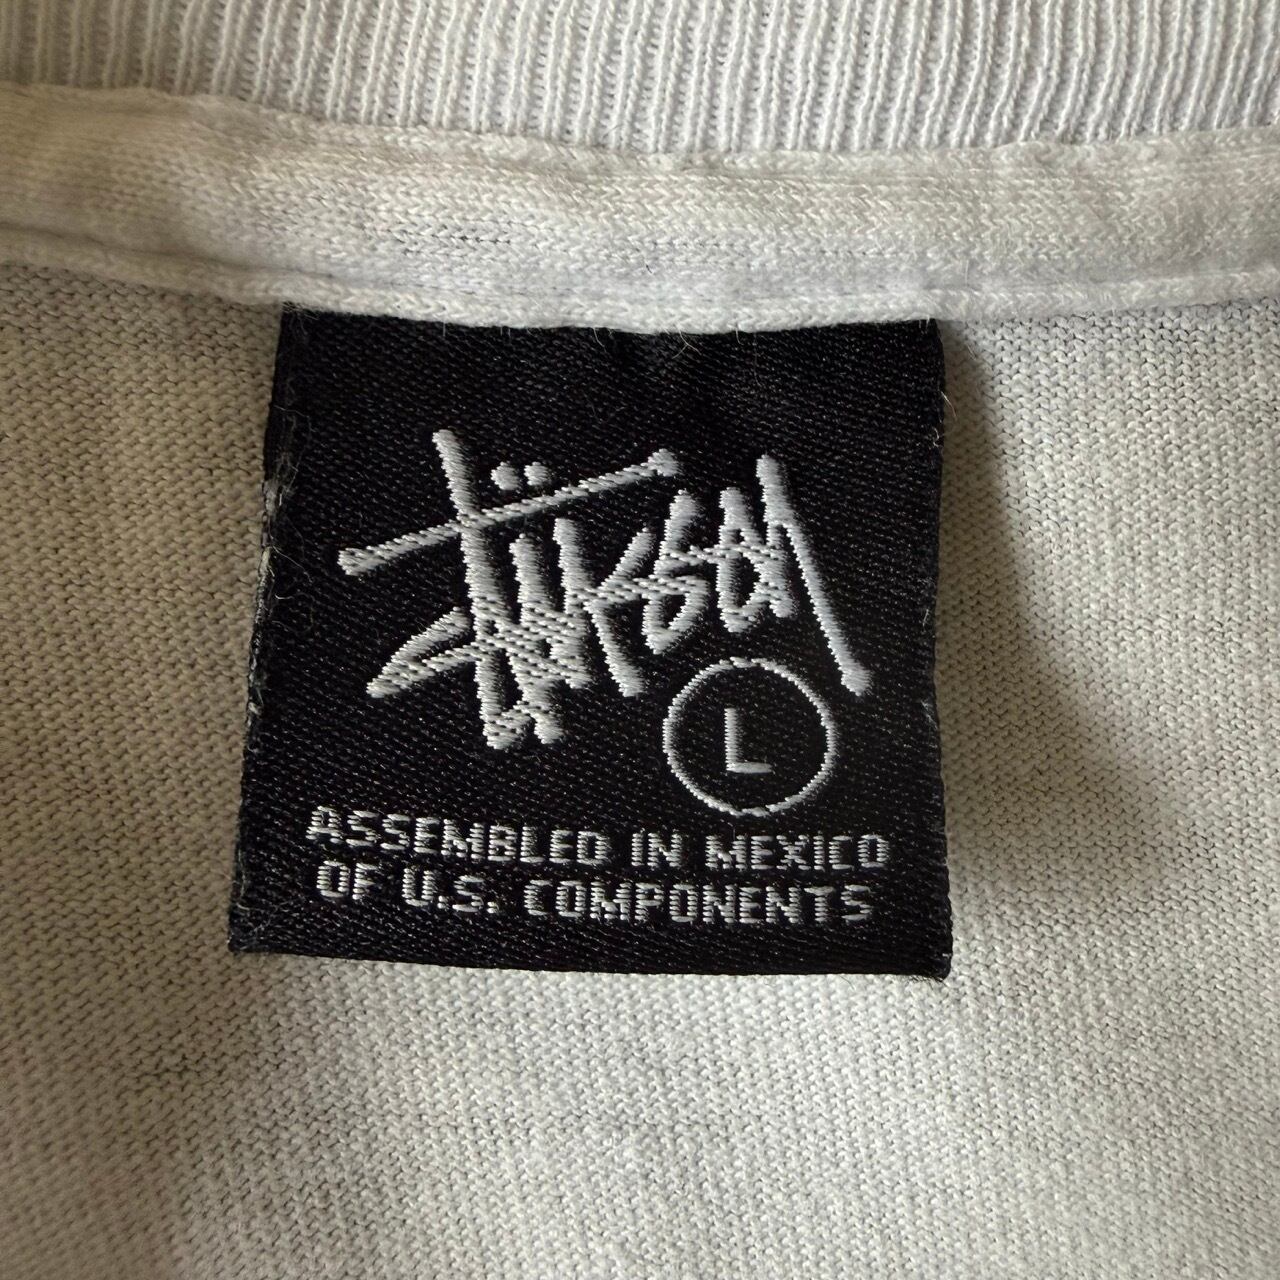 Stüssy
L
ASSEMBLED IN MEXICO
OF U.S. COMPONENTS